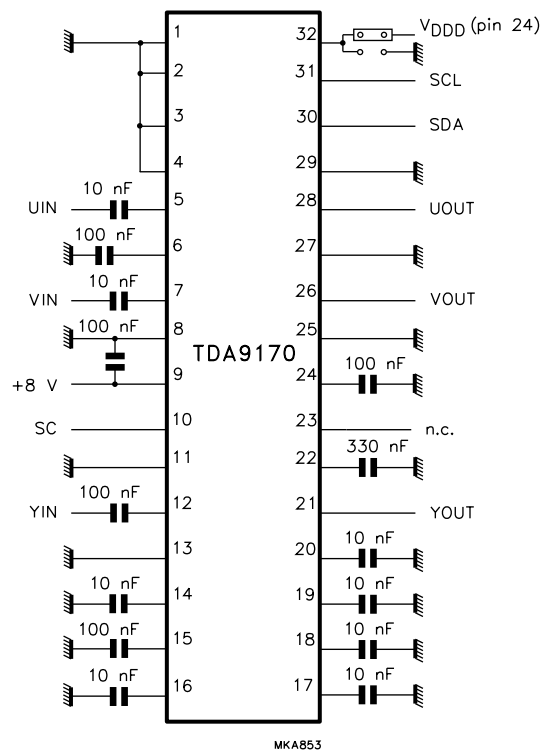 1 32 VDDD (pin 24)
2 31 SCL
3 30 SDA
4 29
10 nF
UIN 5 28 UOUT
100 nF
6 27
10 nF
VIN 7 26 VOUT
100 nF
8 25
TDA9170
+8 V 9 24 100 nF
SC 10 23 n.c.
11 22 330 nF
100 nF
YIN 12 21 YOUT
13 20 10 nF
10 nF
14 19 10 nF
100 nF
15 18 10 nF
10 nF
16 17 10 nF
MKA853